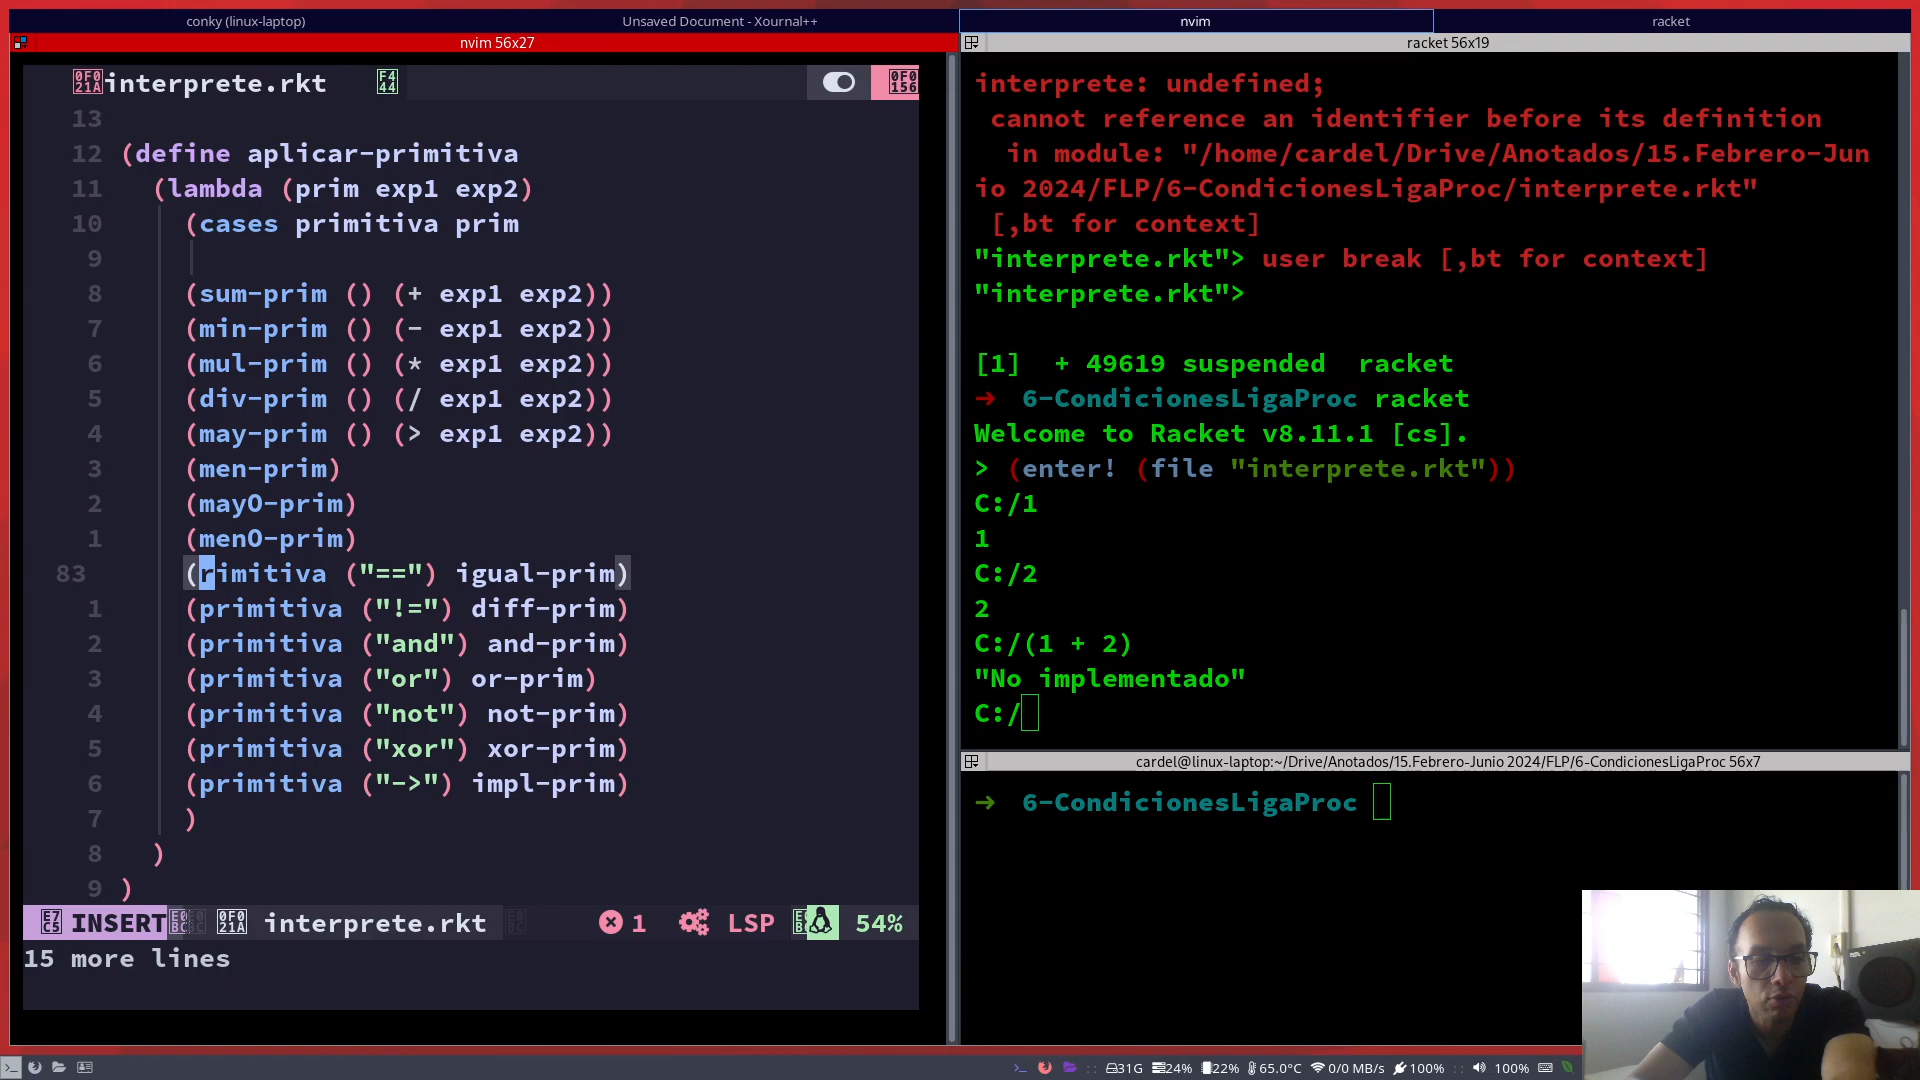 conky (linux-laptop)
Unsaved Document - Xournal++
nvim
racket
nvim 56x27
interprete.rkt
13
12 (define aplicar-primitiva
11 (lambda (prim exp1 exp2)
10 (cases primitiva prim
9
8 (sum-prim () (+ exp1 exp2))
7 (min-prim () (- exp1 exp2))
6 (mul-prim () (* exp1 exp2))
5 (div-prim () (/ exp1 exp2))
4 (may-prim () (> exp1 exp2))
3 (men-prim)
2 (mayO-prim)
1 (menO-prim)
83 (rimitiva ("==") igual-prim)
1 (primitiva ("!=") diff-prim)
2 (primitiva ("and") and-prim)
3 (primitiva ("or") or-prim)
4 (primitiva ("not") not-prim)
5 (primitiva ("xor") xor-prim)
6 (primitiva ("->") impl-prim)
7 )
8 )
9 )
INSERT interprete.rkt 1 LSP 54%
15 more lines
racket 56x19
interprete: undefined;
cannot reference an identifier before its definition
in module: "/home/cardel/Drive/Anotados/15.Febrero-Jun
io 2024/FLP/6-CondicionesLigaProc/interprete.rkt"
[,bt for context]
"interprete.rkt"> user break [,bt for context]
"interprete.rkt">
[1] + 49619 suspended racket
→ 6-CondicionesLigaProc racket
Welcome to Racket v8.11.1 [cs].
> (enter! (file "interprete.rkt"))
C:/1
1
C:/2
2
C:/(1 + 2)
"No implementado"
C:/
cardel@linux-laptop:~/Drive/Anotados/15.Febrero-Junio 2024/FLP/6-CondicionesLigaProc 56x7
→ 6-CondicionesLigaProc
31G 24% 22% 65.0°C 0/0 MB/s 100% 100%